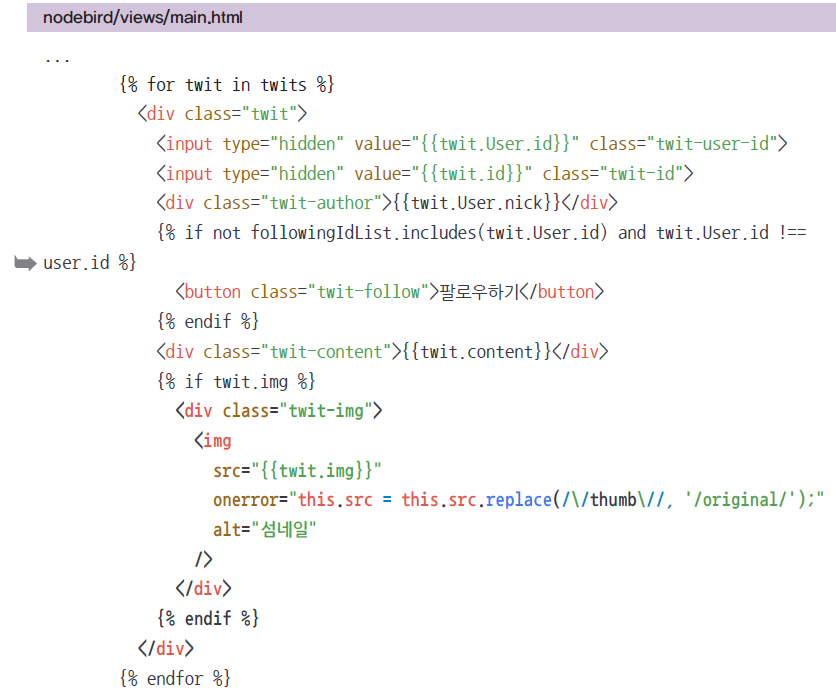 nodebird/views/main.html
...
{% for twit in twits %}
<div class="twit">
<input type="hidden" value="{{twit.User.id}}" class="twit-user-id">
<input type="hidden" value="{{twit.id}}" class="twit-id">
<div class="twit-author">{{twit.User.nick}}</div>
{% if not followingIdList.includes(twit.User.id) and twit.User.id !==
user.id %}
<button class="twit-follow">팔로우하기</button>
{% endif %}
<div class="twit-content">{{twit.content}}</div>
{% if twit.img %}
<div class="twit-img">
<img
src="{{twit.img}}"
onerror="this.src = this.src.replace(/\/thumb\//, '/original/');"
alt="섬네일"
/>
</div>
{% endif %}
</div>
{% endfor %}